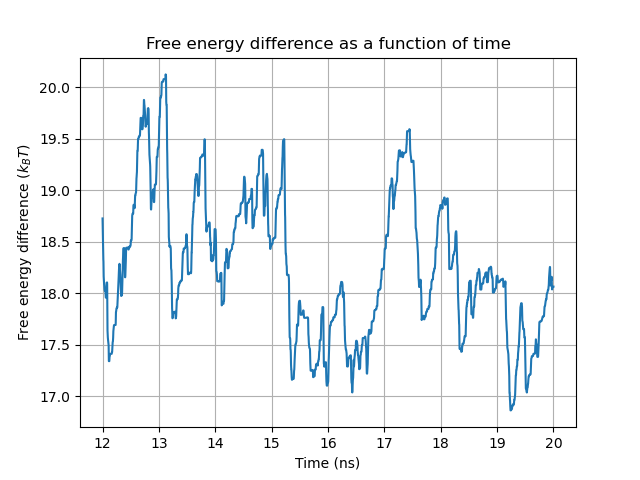 Free energy difference as a function of time
Free energy difference (k_BT)
20.0
19.5
19.0
18.5
18.0
17.5
17.0
12 13 14 15 16 17 18 19 20
Time (ns)